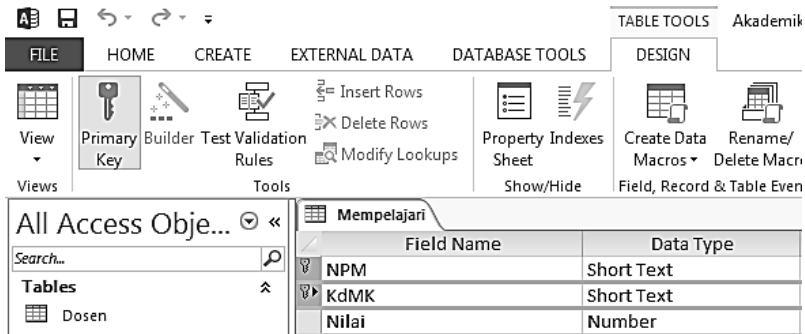 TABLE TOOLS Akademik
FILE HOME CREATE EXTERNAL DATA DATABASE TOOLS DESIGN
View
Views
Primary Key
Builder
Test Validation Rules
Insert Rows
Delete Rows
Modify Lookups
Tools
Property Sheet
Indexes
Show/Hide
Create Data Macros
Rename/
Delete Macr
Field, Record & Table Even
All Access Obje...
Search...
Tables
Dosen
Mempelajari
Field Name Data Type
NPM Short Text
KdMK Short Text
Nilai Number